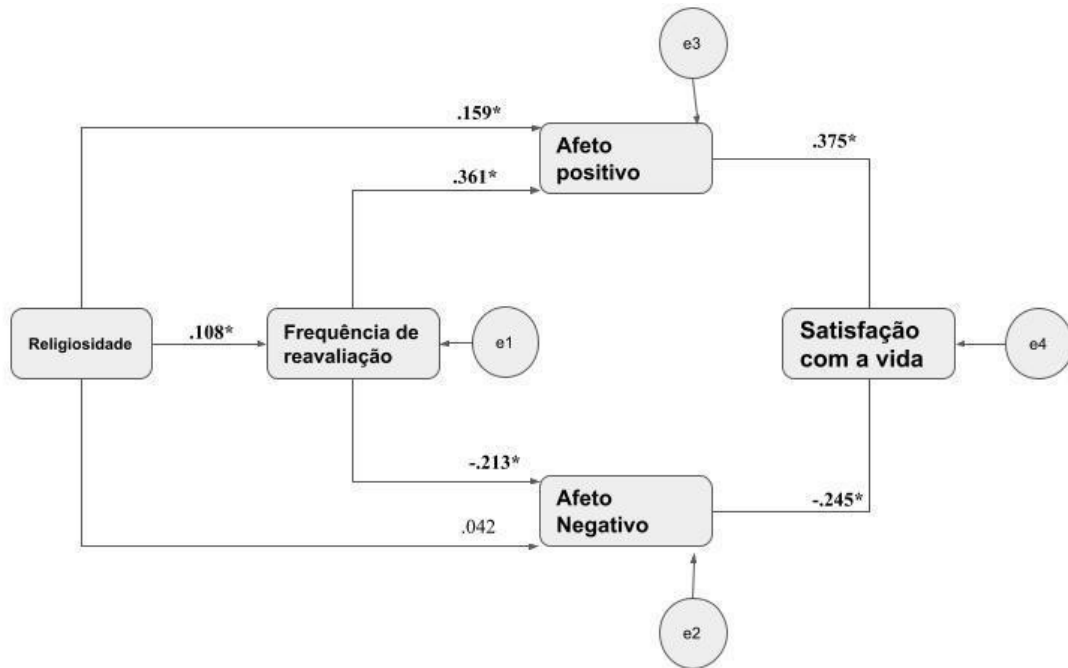 e3
.159*
Afeto
positivo
.375*
.361*
Religiosidade
.108*
Frequência de
reavaliação
e1
Satisfação
com a vida
e4
-.213*
Afeto
Negativo
-.245*
.042
e2